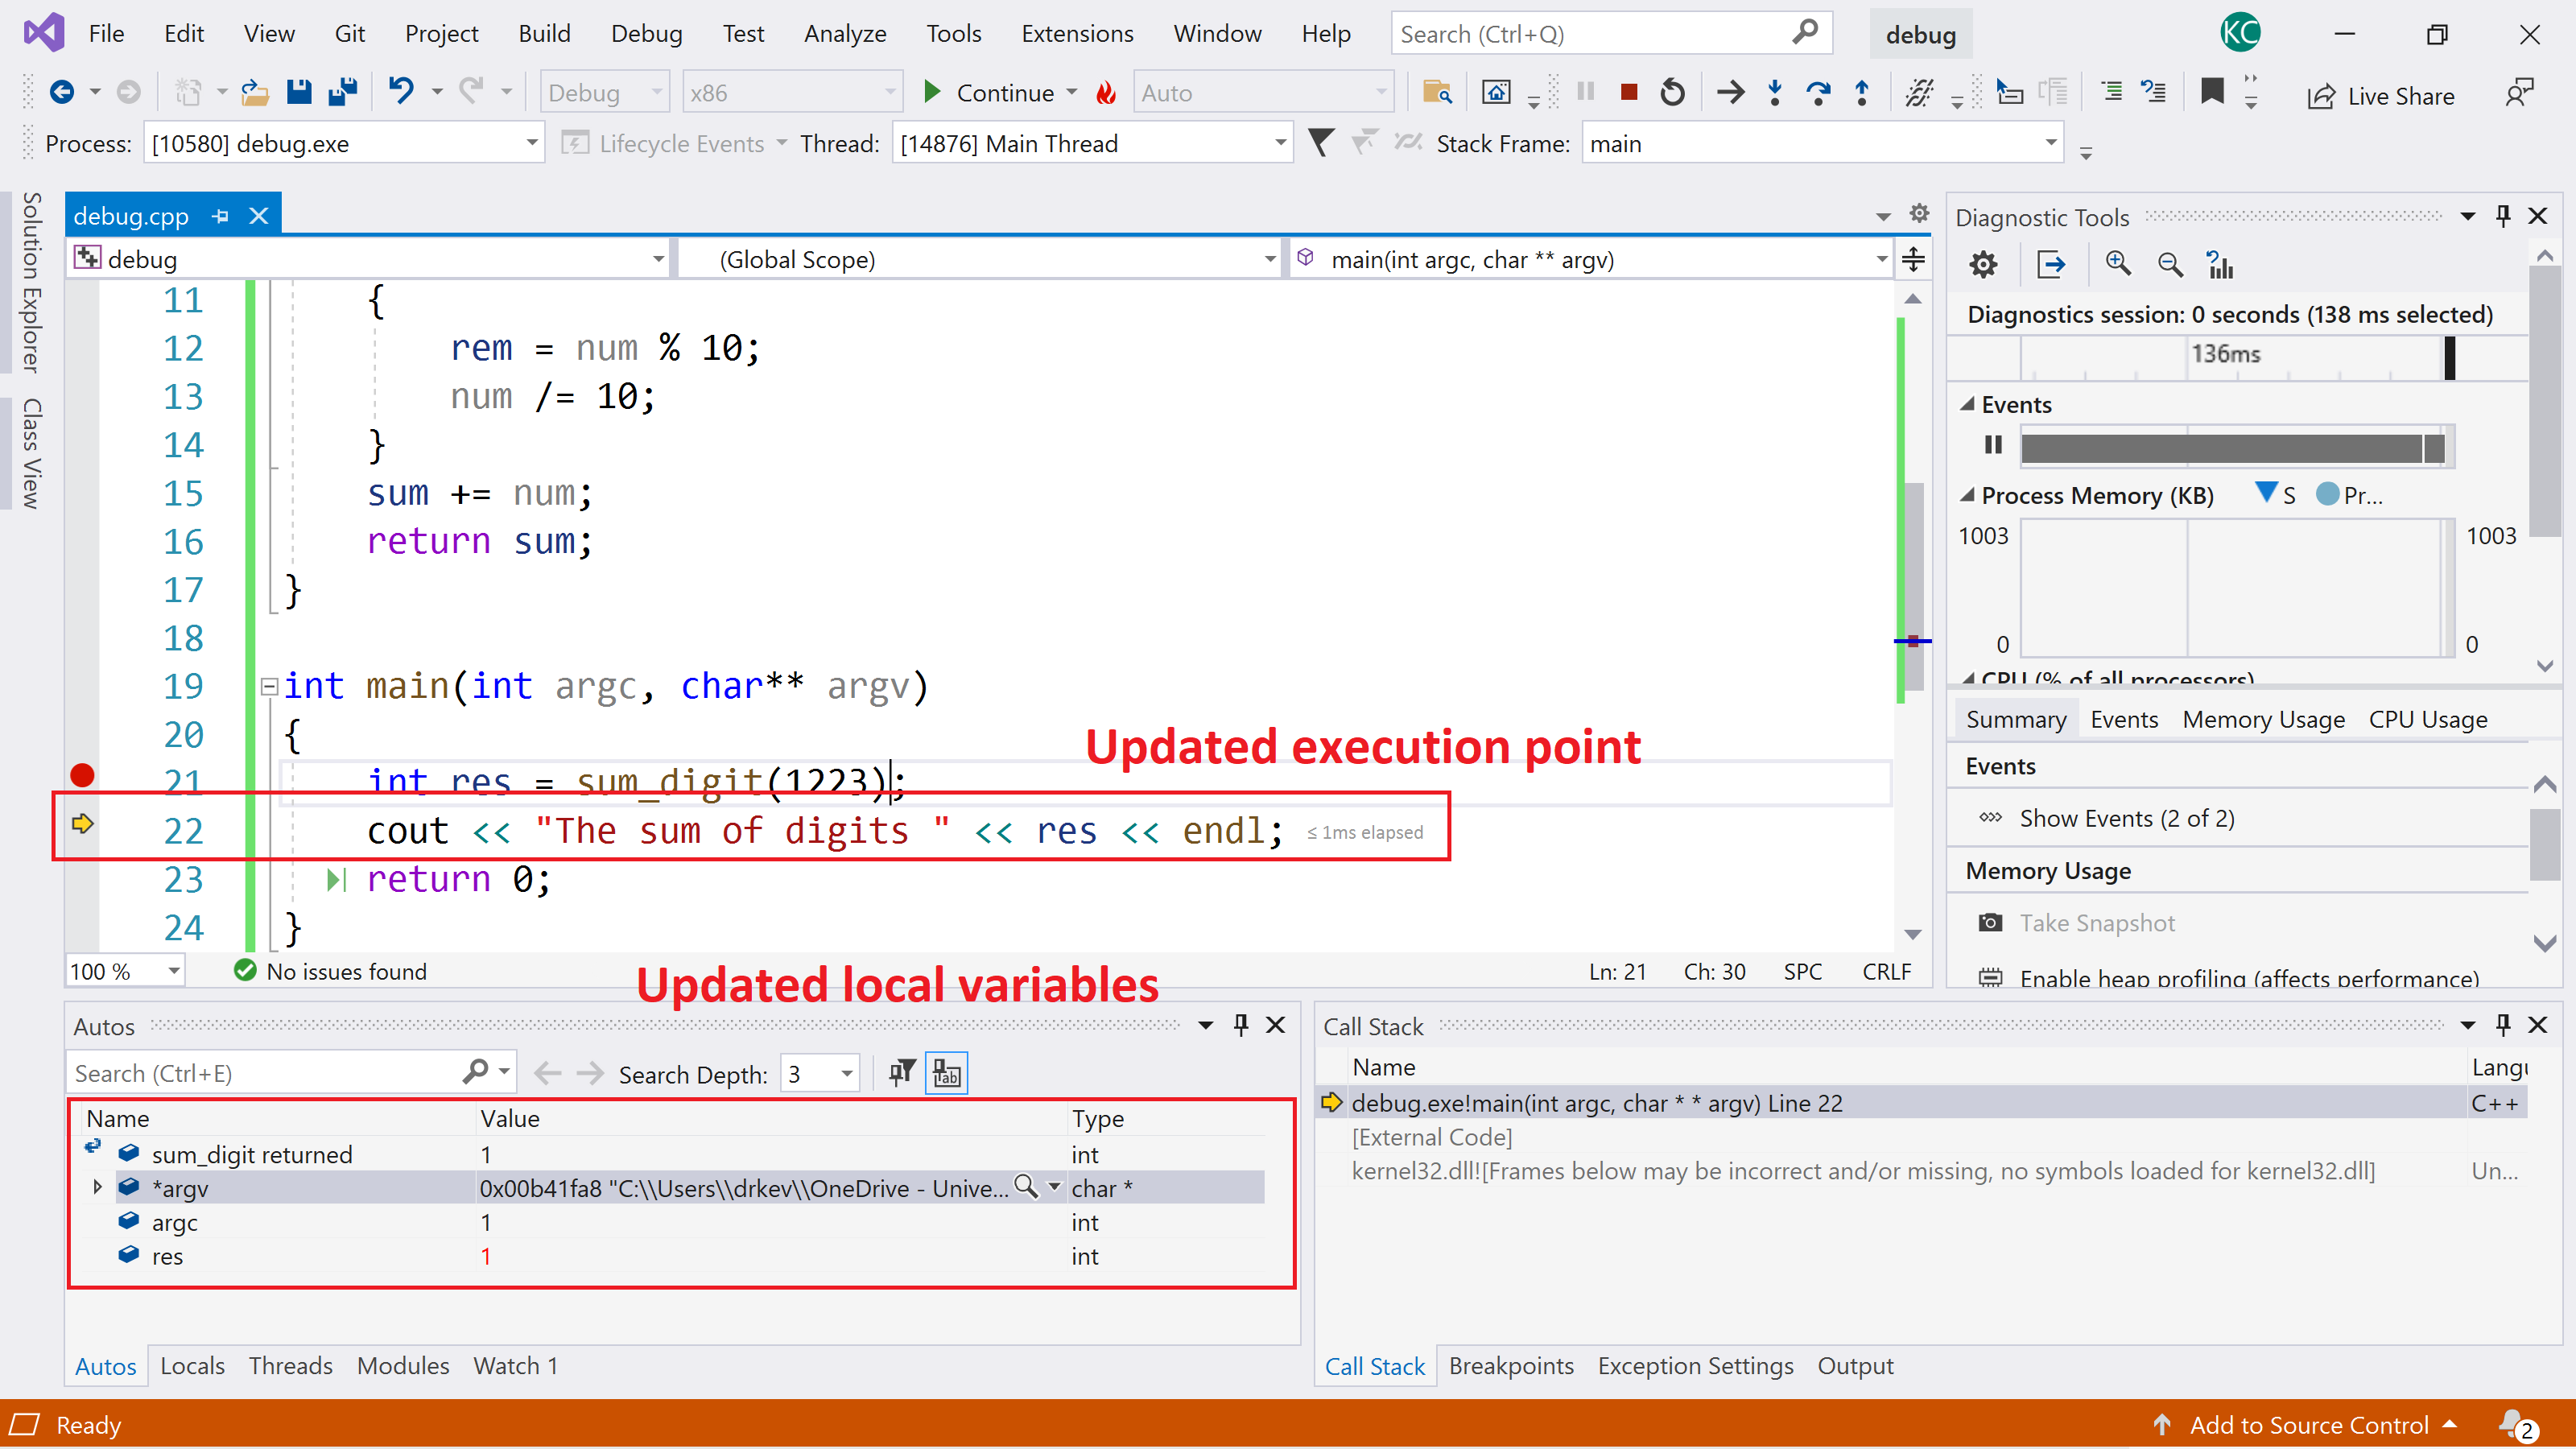 File Edit View Git Project Build Debug Test Analyze Tools Extensions Window Help Search (Ctrl+Q) debug KC
Debug x86 Continue Auto Live Share
Process: [10580] debug.exe Lifecycle Events Thread: [14876] Main Thread Stack Frame: main
Solution Explorer
Class View
debug.cpp
debug (Global Scope) main(int argc, char ** argv)
11 {
12 rem = num % 10;
13 num /= 10;
14 }
15 sum += num;
16 return sum;
17 }
18
19 int main(int argc, char** argv)
20 {
Updated execution point
21 int res = sum_digit(1223);
22 cout << "The sum of digits " << res << endl; ≤ 1ms elapsed
23 return 0;
24 }
100 % No issues found Ln: 21 Ch: 30 SPC CRLF
Updated local variables
Diagnostic Tools
Diagnostics session: 0 seconds (138 ms selected)
136ms
Events
Process Memory (KB) S Pr...
1003 1003
0 0
CPU (% of all processors)
Summary Events Memory Usage CPU Usage
Events
Show Events (2 of 2)
Memory Usage
Take Snapshot
Enable heap profiling (affects performance)
Autos
Search (Ctrl+E) Search Depth: 3
Name Value Type
sum_digit returned 1 int
*argv 0x00b41fa8 "C:\\Users\\drkev\\OneDrive - Unive... char *
argc 1 int
res 1 int
Autos Locals Threads Modules Watch 1
Call Stack
Name Langu
debug.exe!main(int argc, char * * argv) Line 22 C++
[External Code]
kernel32.dll![Frames below may be incorrect and/or missing, no symbols loaded for kernel32.dll] Un...
Call Stack Breakpoints Exception Settings Output
Ready Add to Source Control 2